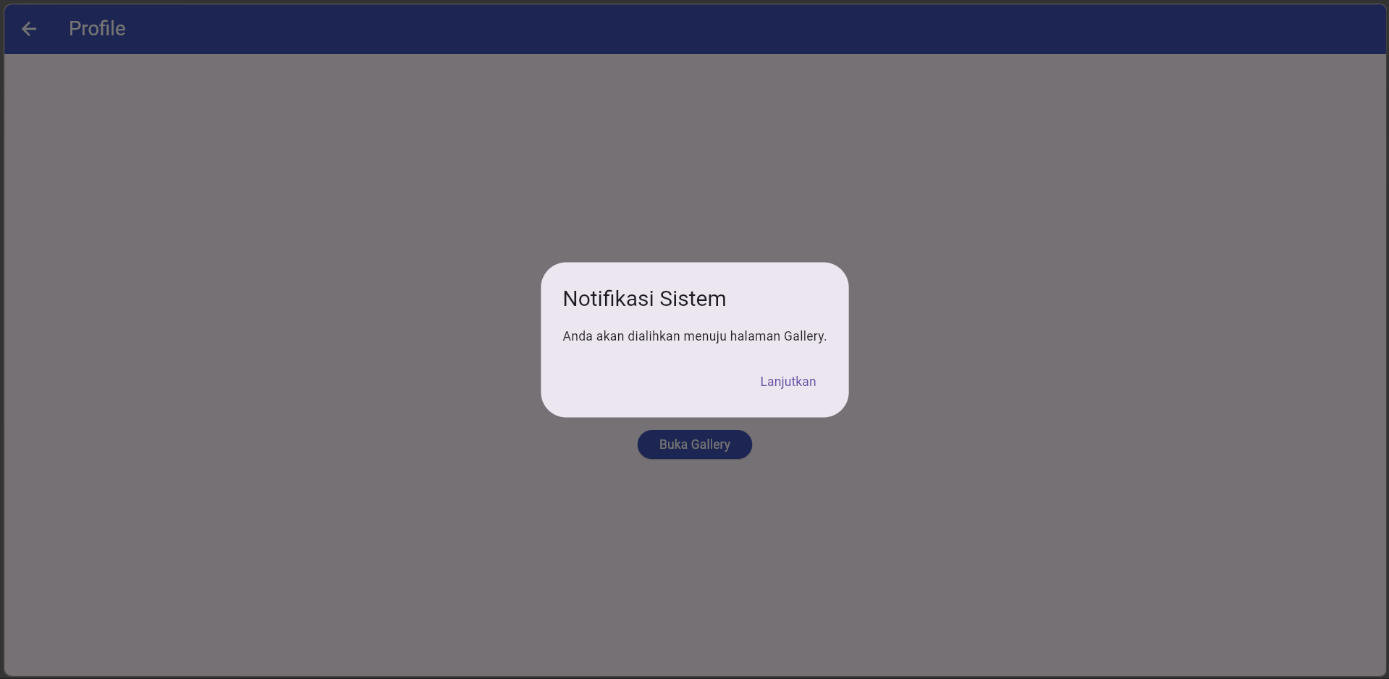 Profile
Notifikasi Sistem
Anda akan dialihkan menuju halaman Gallery.
Lanjutkan
Buka Gallery